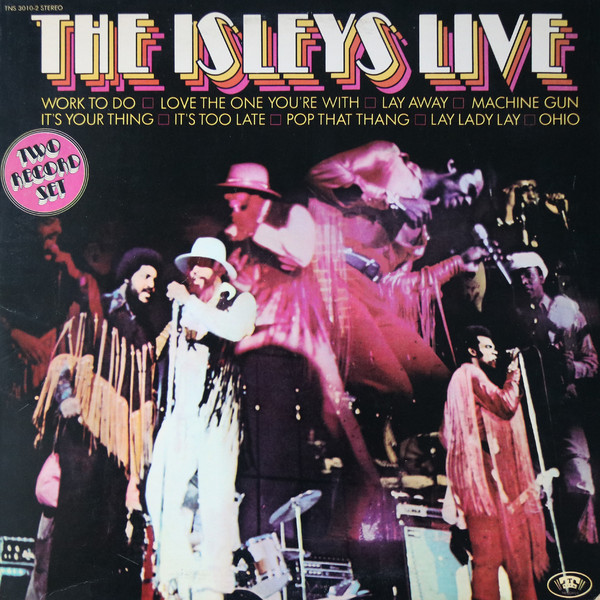 TNS 3010-2 STEREO
THE ISLEYS LIVE
WORK TO DO □ LOVE THE ONE YOU'RE WITH □ LAY AWAY □ MACHINE GUN
IT'S YOUR THING □ IT'S TOO LATE □ POP THAT THANG □ LAY LADY LAY □ OHIO
TWO
RECORD
SET